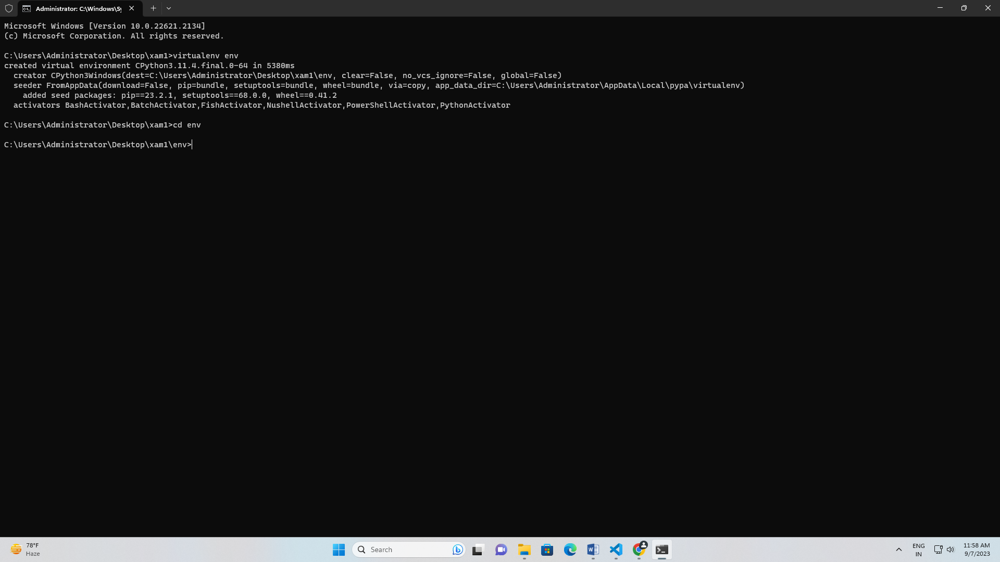 Administrator: C:\Windows\Sy
Microsoft Windows [Version 10.0.22621.2134]
(c) Microsoft Corporation. All rights reserved.
C:\Users\Administrator\Desktop\xam1>virtualenv env
created virtual environment CPython3.11.4.final.0-64 in 5380ms
  creator CPython3Windows(dest=C:\Users\Administrator\Desktop\xam1\env, clear=False, no_vcs_ignore=False, global=False)
  seeder FromAppData(download=False, pip=bundle, setuptools=bundle, wheel=bundle, via=copy, app_data_dir=C:\Users\Administrator\AppData\Local\pypa\virtualenv)
    added seed packages: pip==23.2.1, setuptools==68.0.0, wheel==0.41.2
  activators BashActivator,BatchActivator,FishActivator,NushellActivator,PowerShellActivator,PythonActivator
C:\Users\Administrator\Desktop\xam1>cd env
C:\Users\Administrator\Desktop\xam1\env>
78°F
Haze
Search
ENG
IN
11:58 AM
9/7/2023